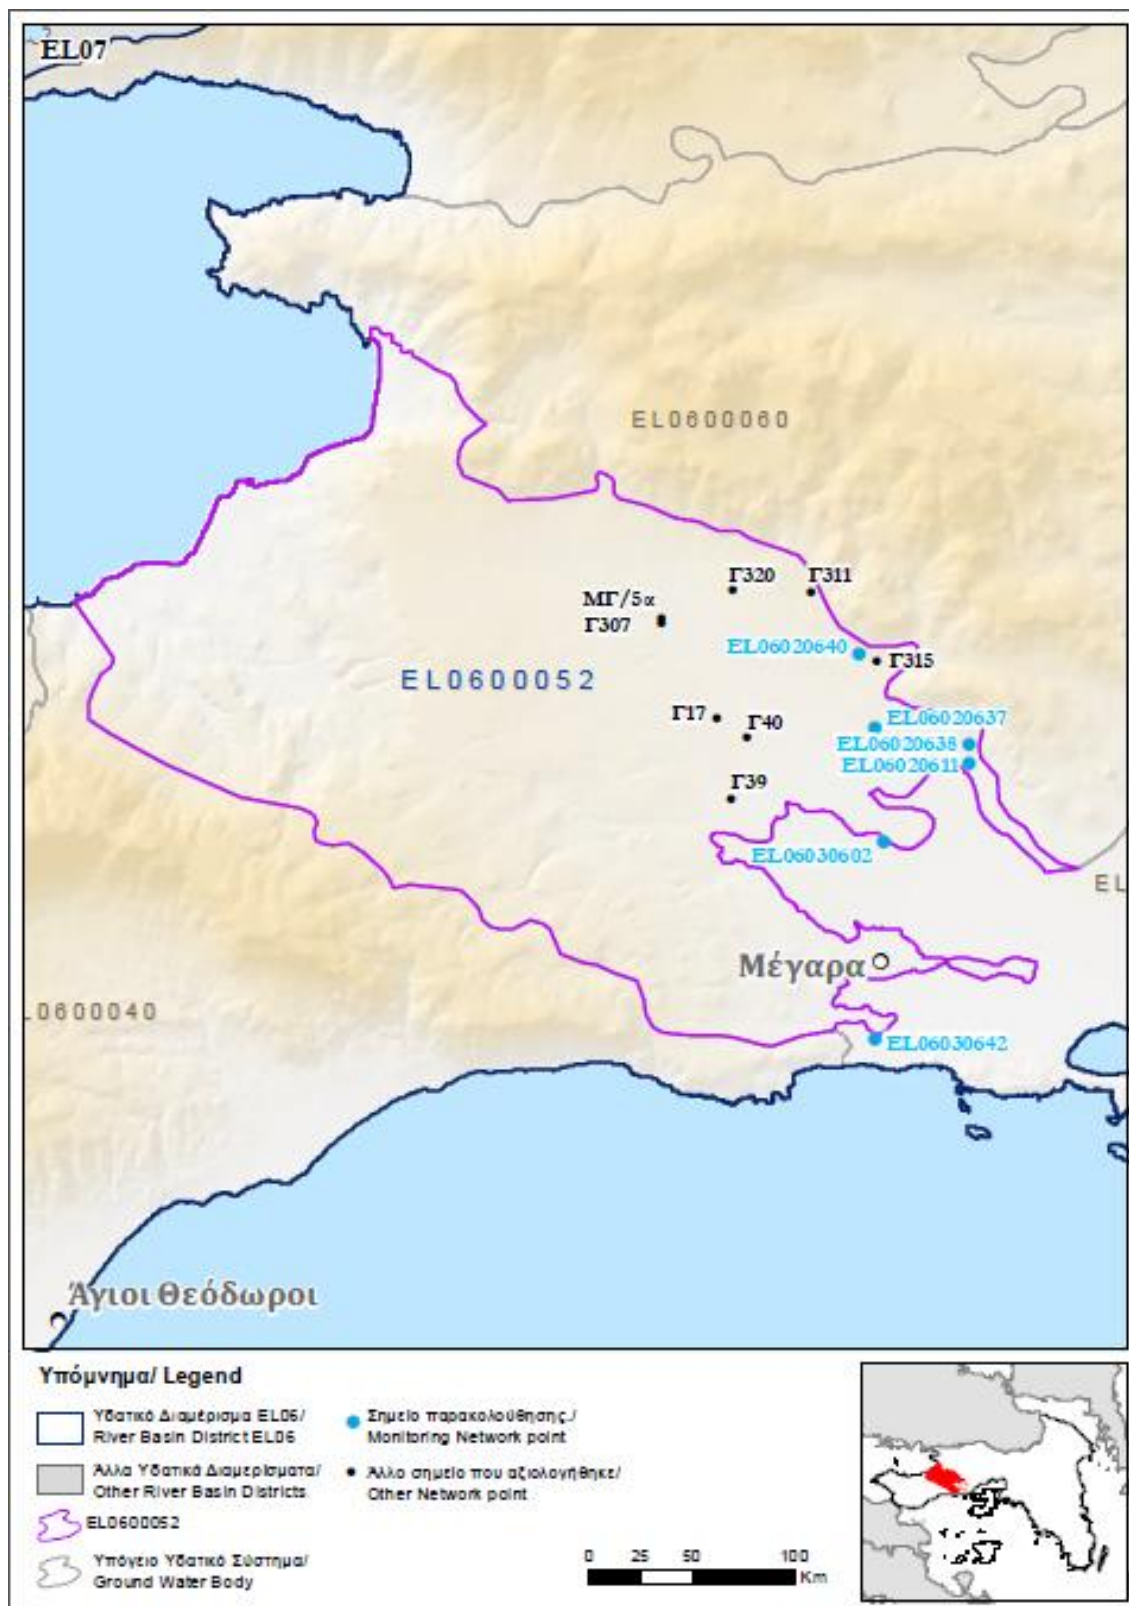 EL07
EL0600060
Γ320
Γ311
ΜΓ/5α
Γ307
EL06020640
Γ315
EL0600052
Γ17
Γ40
EL06020637
EL06020638
EL06020611
Γ39
EL06030602
EL
Μέγαρα
L0600040
EL06030642
Άγιοι Θεόδωροι
Υπόμνημα/ Legend
Υδατικό Διαμέρισμα EL06/
River Basin District EL06
Σημείο παρακολούθησης./
Monitoring Network point
Άλλα Υδατικά Διαμερίσματα/
Other River Basin Districts
Άλλο σημείο που αξιολογήθηκε/
Other Network point
EL0600052
Υπόγειο Υδατικό Σύστημα/
Ground Water Body
0 25 50 100
Km